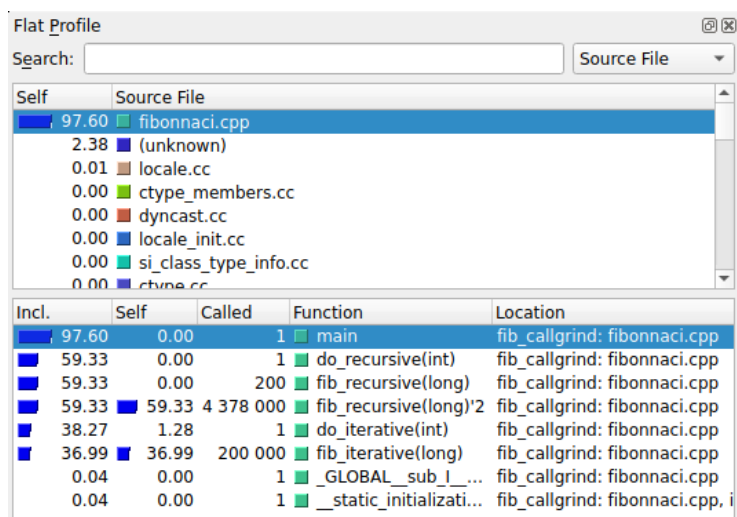 Flat Profile
Search: Source File
Self Source File
97.60 fibonnaci.cpp
2.38 (unknown)
0.01 locale.cc
0.00 ctype_members.cc
0.00 dyncast.cc
0.00 locale_init.cc
0.00 si_class_type_info.cc
0.00 ctype.cc
Incl. Self Called Function Location
97.60 0.00 1 main fib_callgrind: fibonnaci.cpp
59.33 0.00 1 do_recursive(int) fib_callgrind: fibonnaci.cpp
59.33 0.00 200 fib_recursive(long) fib_callgrind: fibonnaci.cpp
59.33 59.33 4 378 000 fib_recursive(long)'2 fib_callgrind: fibonnaci.cpp
38.27 1.28 1 do_iterative(int) fib_callgrind: fibonnaci.cpp
36.99 36.99 200 000 fib_iterative(long) fib_callgrind: fibonnaci.cpp
0.04 0.00 1 _GLOBAL__sub_I__... fib_callgrind: fibonnaci.cpp
0.04 0.00 1 __static_initializati... fib_callgrind: fibonnaci.cpp, i